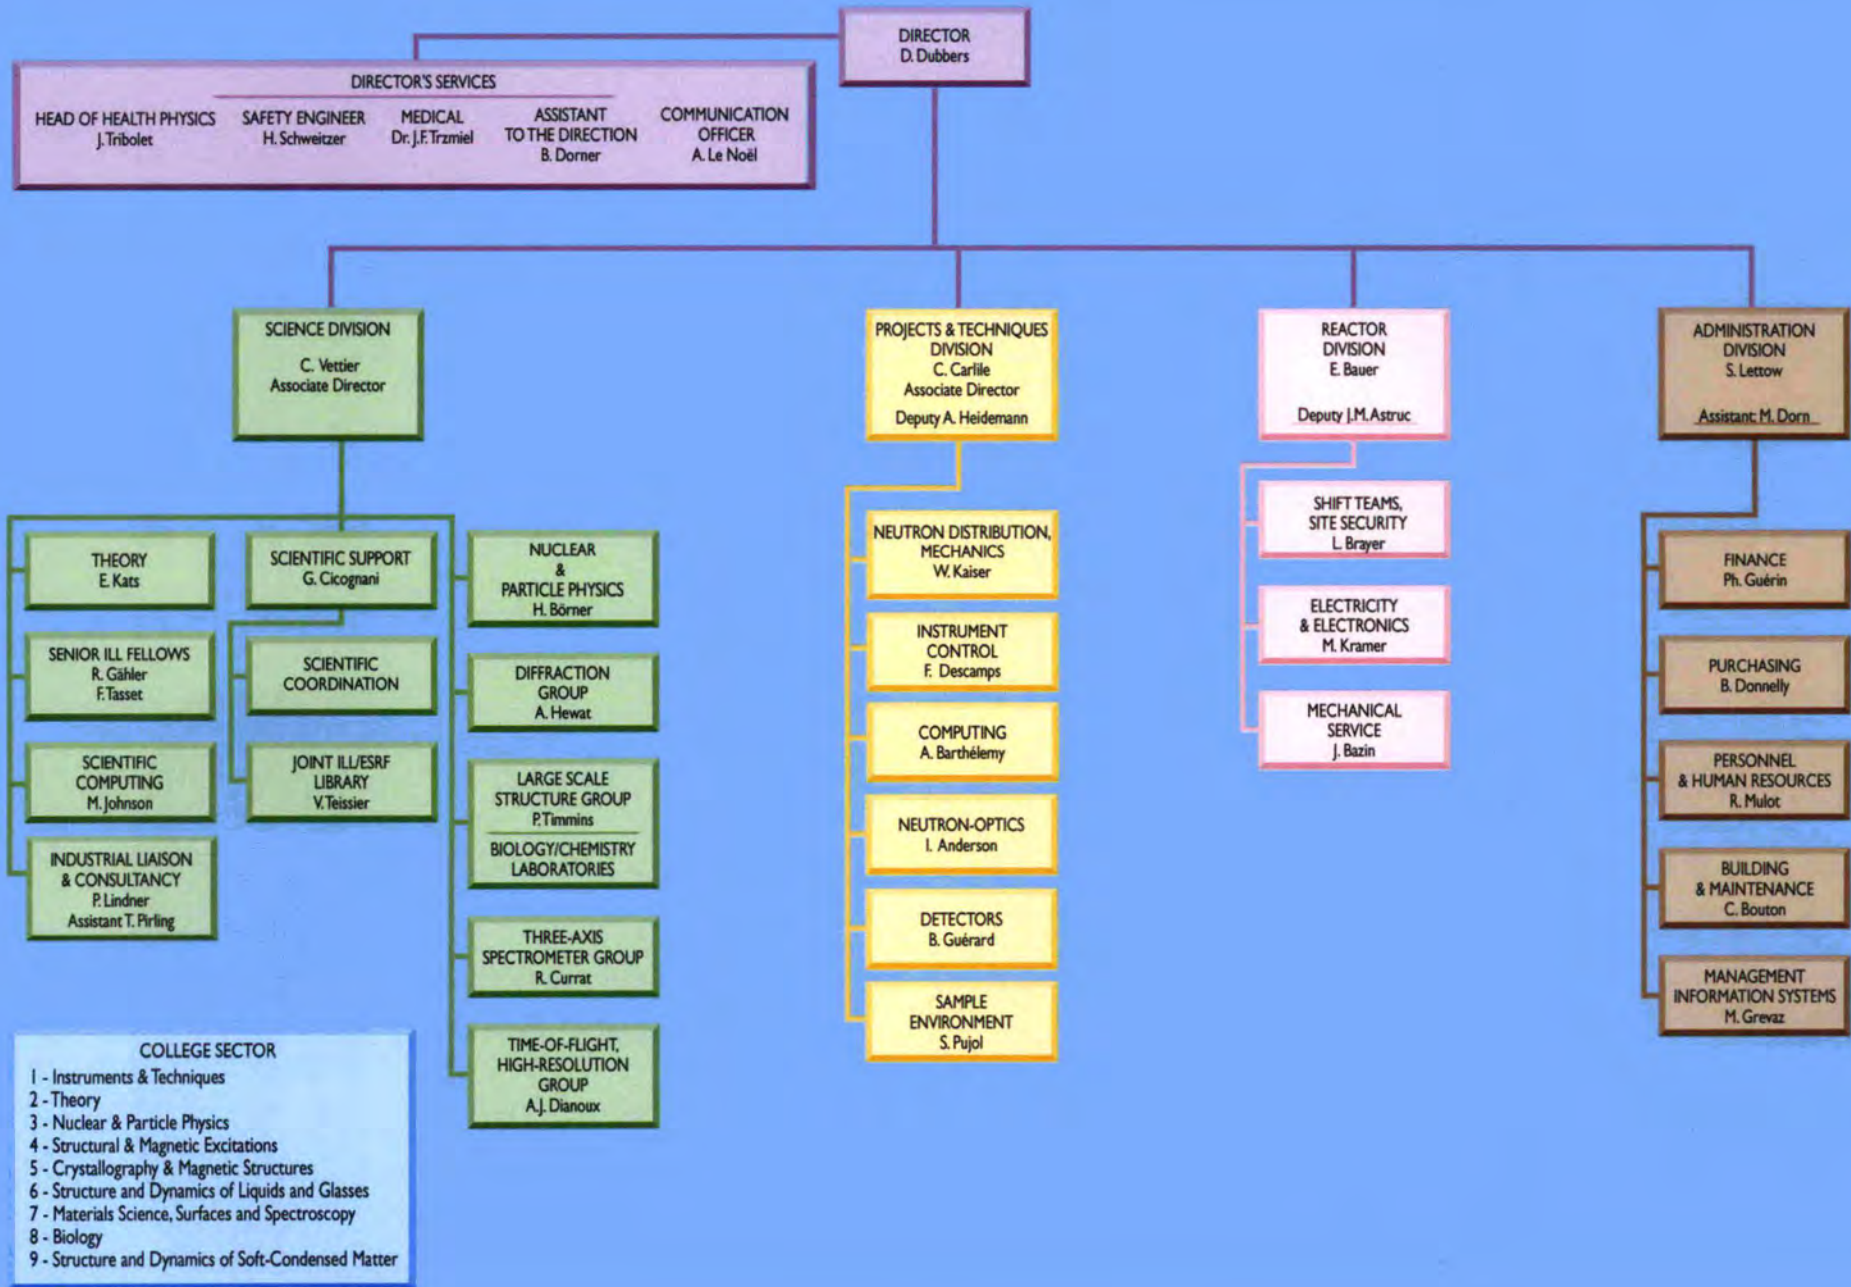 DIRECTOR
D. Dubbers
DIRECTOR'S SERVICES
HEAD OF HEALTH PHYSICS
J. Tribolet
SAFETY ENGINEER
H. Schweitzer
MEDICAL
Dr. J.F. Trzmiel
ASSISTANT
TO THE DIRECTION
B. Dorner
COMMUNICATION
OFFICER
A. Le Noël
SCIENCE DIVISION
C. Vettier
Associate Director
THEORY
E. Kats
SENIOR ILL FELLOWS
R. Gähler
F. Tasset
SCIENTIFIC
COMPUTING
M. Johnson
INDUSTRIAL LIAISON
& CONSULTANCY
P. Lindner
Assistant T. Pirling
SCIENTIFIC SUPPORT
G. Cicognani
SCIENTIFIC
COORDINATION
JOINT ILL/ESRF
LIBRARY
V. Teissier
NUCLEAR
&
PARTICLE PHYSICS
H. Börner
DIFFRACTION
GROUP
A. Hewat
LARGE SCALE
STRUCTURE GROUP
P. Timmins
BIOLOGY/CHEMISTRY
LABORATORIES
THREE-AXIS
SPECTROMETER GROUP
R. Currat
TIME-OF-FLIGHT,
HIGH-RESOLUTION
GROUP
A.J. Dianoux
PROJECTS & TECHNIQUES
DIVISION
C. Carlile
Associate Director
Deputy A. Heidemann
NEUTRON DISTRIBUTION,
MECHANICS
W. Kaiser
INSTRUMENT
CONTROL
F. Descamps
COMPUTING
A. Barthélemy
NEUTRON-OPTICS
I. Anderson
DETECTORS
B. Guérard
SAMPLE
ENVIRONMENT
S. Pujol
REACTOR
DIVISION
E. Bauer
Deputy J.M. Astruc
SHIFT TEAMS,
SITE SECURITY
L. Brayer
ELECTRICITY
& ELECTRONICS
M. Kramer
MECHANICAL
SERVICE
J. Bazin
ADMINISTRATION
DIVISION
S. Lettow
Assistant: M. Dorn
FINANCE
Ph. Guérin
PURCHASING
B. Donnelly
PERSONNEL
& HUMAN RESOURCES
R. Mulot
BUILDING
& MAINTENANCE
C. Bouton
MANAGEMENT
INFORMATION SYSTEMS
M. Grevaz
COLLEGE SECTOR
1 - Instruments & Techniques
2 - Theory
3 - Nuclear & Particle Physics
4 - Structural & Magnetic Excitations
5 - Crystallography & Magnetic Structures
6 - Structure and Dynamics of Liquids and Glasses
7 - Materials Science, Surfaces and Spectroscopy
8 - Biology
9 - Structure and Dynamics of Soft-Condensed Matter